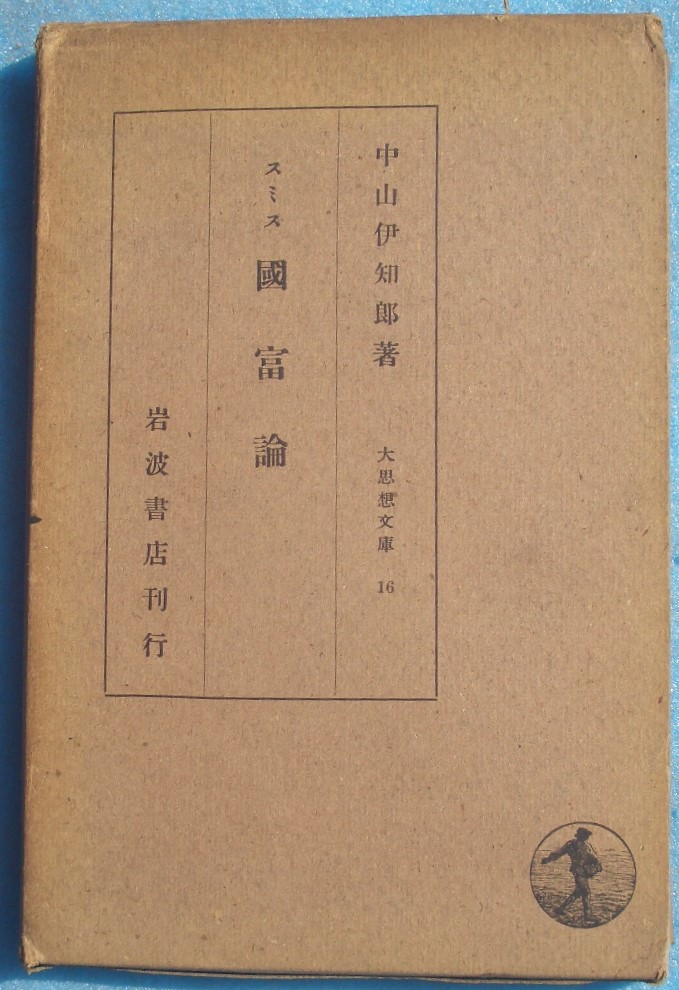 中山伊知郎著
大思想文庫 16
スミス 國富論
岩波書店刊行